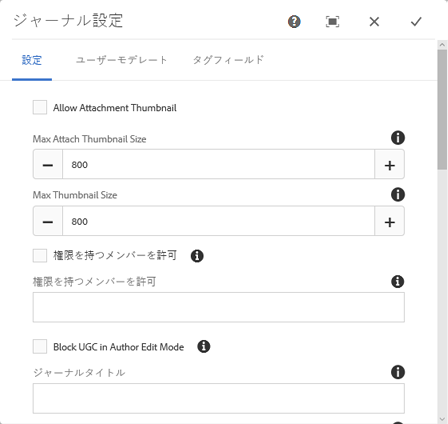 ジャーナル設定
設定 ユーザーモデレート タグフィールド
Allow Attachment Thumbnail
Max Attach Thumbnail Size
800
Max Thumbnail Size
800
権限を持つメンバーを許可
権限を持つメンバーを許可
Block UGC in Author Edit Mode
ジャーナルタイトル